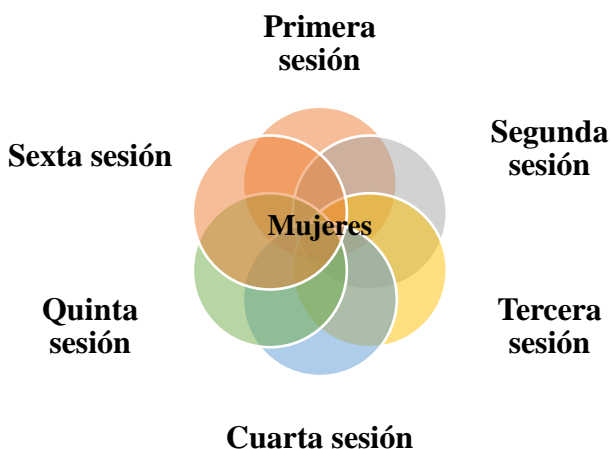 Primera
sesión
Segunda
sesión
Tercera
sesión
Cuarta sesión
Quinta
sesión
Sexta sesión
Mujeres